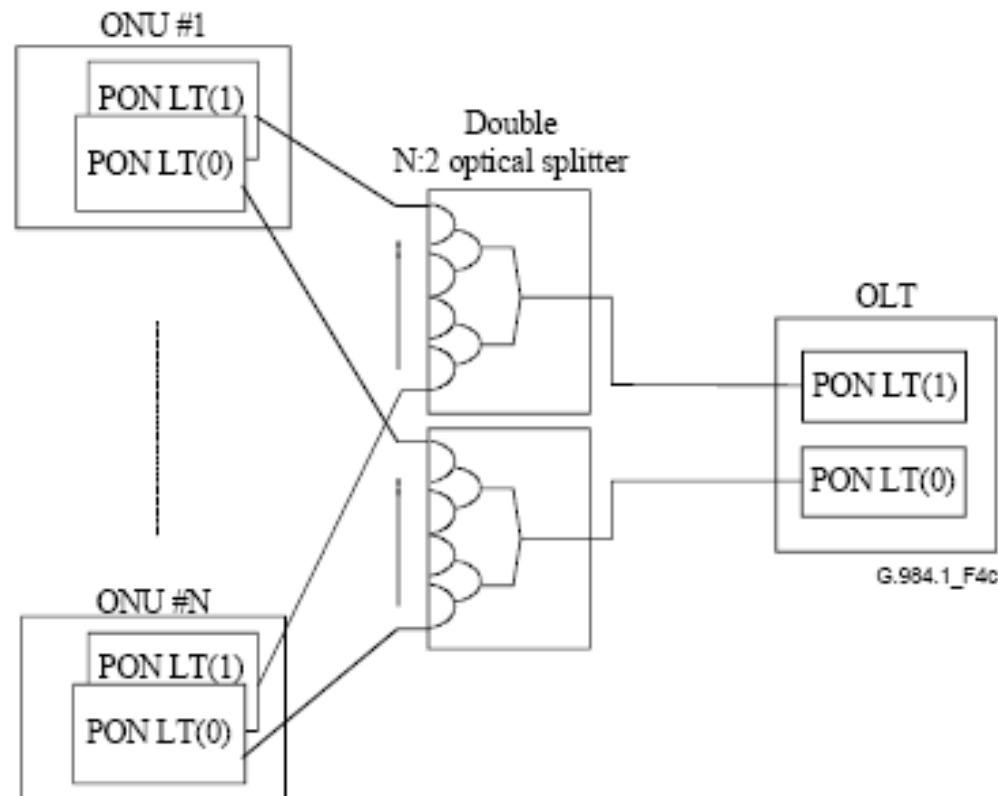 ONU #1
PON LT(1)
PON LT(0)
Double
N:2 optical splitter
OLT
PON LT(1)
PON LT(0)
G.984.1_F4c
ONU #N
PON LT(1)
PON LT(0)